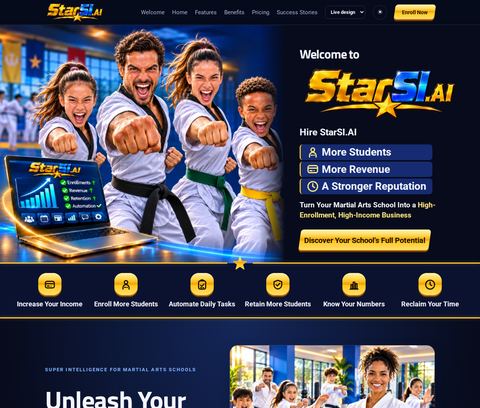 StarSI.AI
Welcome
Home
Features
Benefits
Pricing
Success Stories
Live design
Enroll Now
Welcome to
StarSI.AI
Hire StarSI.AI
More Students
More Revenue
A Stronger Reputation
Turn Your Martial Arts School Into a High-
Enrollment, High-Income Business
Discover Your School's Full Potential
StarSI.AI
Enrollments
Revenue
Retention
Automation
Increase Your Income
Enroll More Students
Automate Daily Tasks
Retain More Students
Know Your Numbers
Reclaim Your Time
SUPER INTELLIGENCE FOR MARTIAL ARTS SCHOOLS
Unleash Your